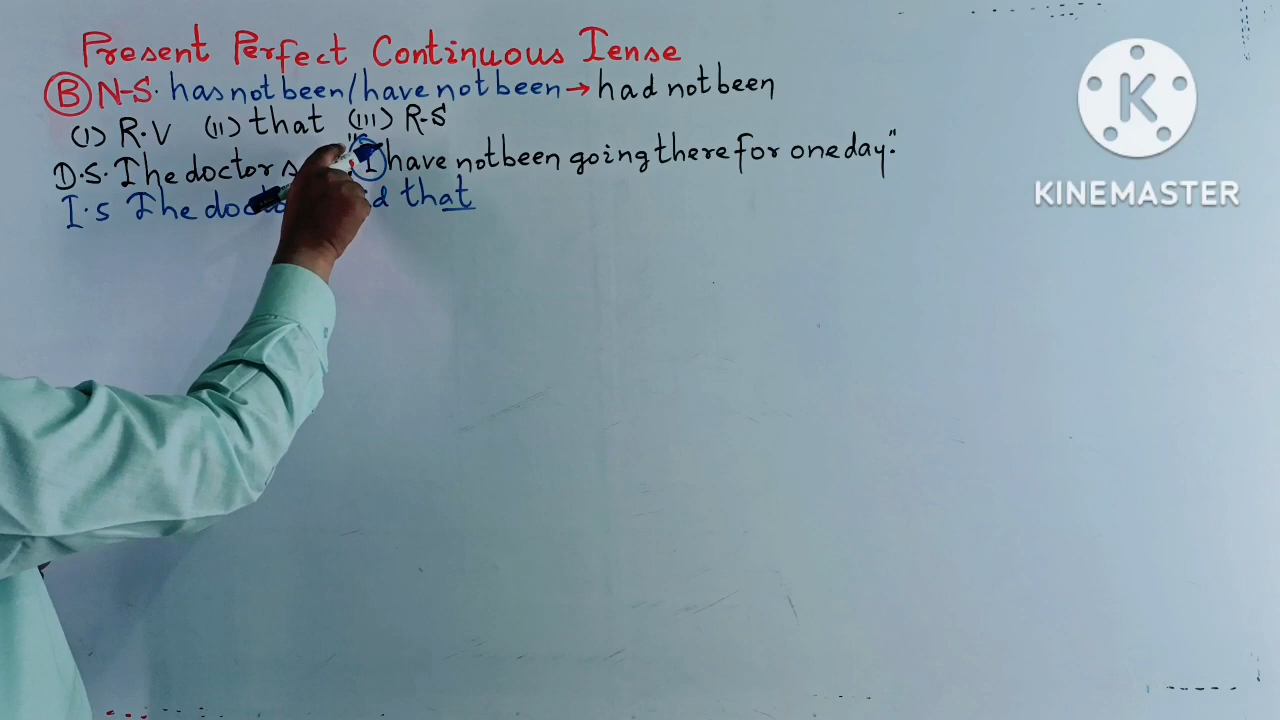 Present Perfect Continuous Tense
(B) N-S. has not been/have not been → had not been
(I) R.V (II) that (III) R-S
D.S. The doctor "I have not been going there for one day."
I.S The that
K
KINEMASTER